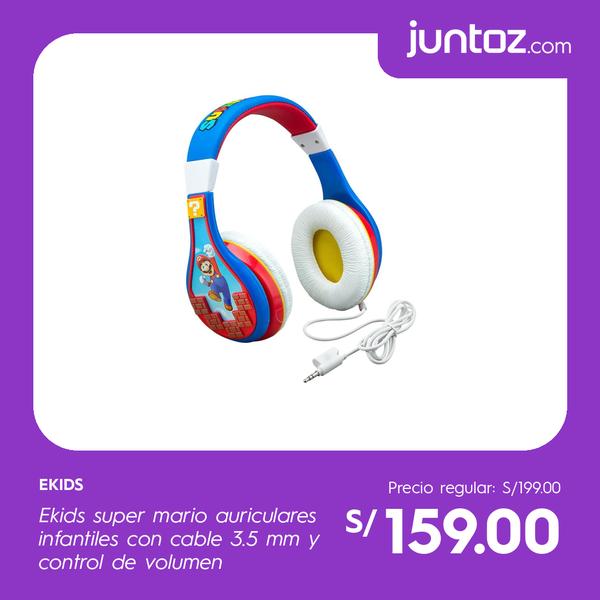 juntoz.com
?
EKIDS
Ekids super mario auriculares
infantiles con cable 3.5 mm y
control de volumen
Precio regular: S/199.00
S/159.00